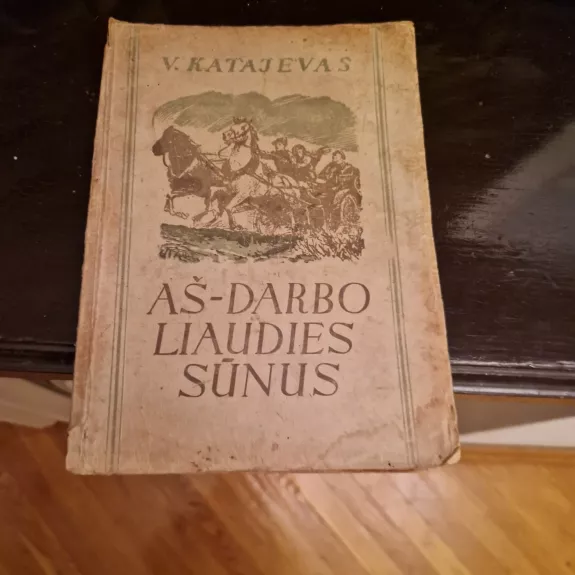 V. KATAJEVAS
AŠ-DARBO
LIAUDIES
SŪNUS